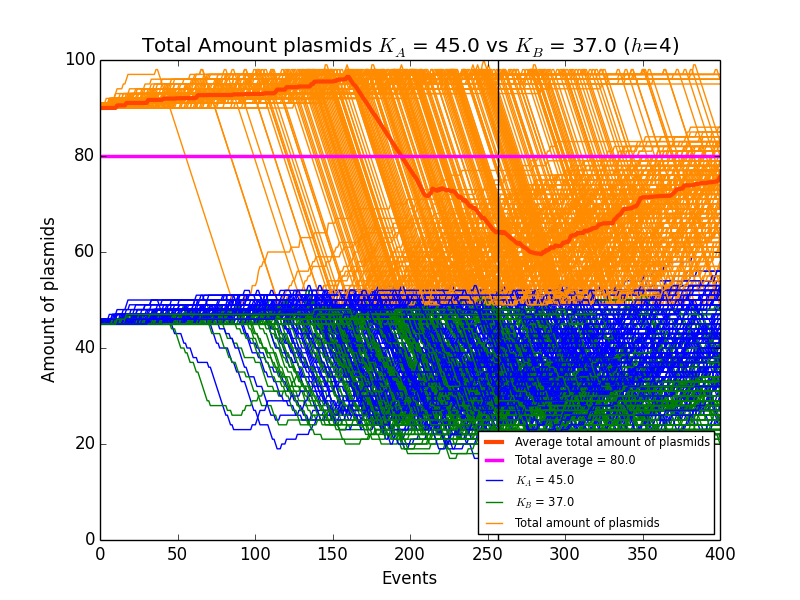 Total Amount plasmids K_A = 45.0 vs K_B = 37.0 (h=4)
100
80
60
40
20
0
Amount of plasmids
Average total amount of plasmids
Total average = 80.0
K_A = 45.0
K_B = 37.0
Total amount of plasmids
0 50 100 150 200 250 300 350 400
Events